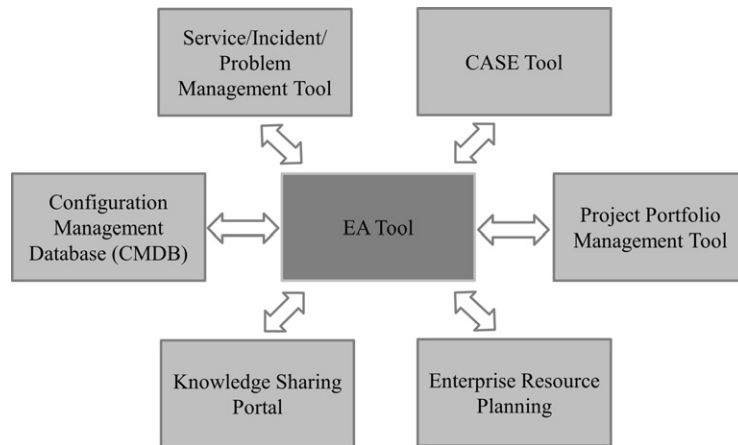 Service/Incident/
Problem
Management Tool
CASE Tool
Configuration
Management
Database (CMDB)
EA Tool
Project Portfolio
Management Tool
Knowledge Sharing
Portal
Enterprise Resource
Planning